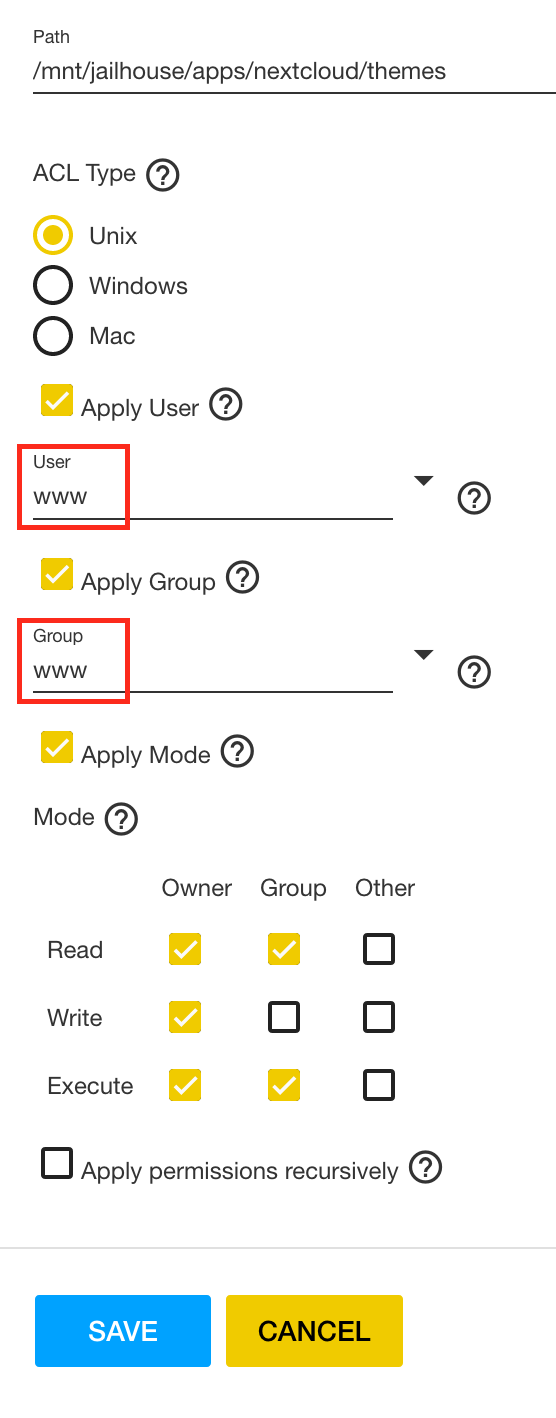 Path
/mnt/jailhouse/apps/nextcloud/themes
ACL Type ?
Unix
Windows
Mac
Apply User ?
User
www
?
Apply Group ?
Group
www
?
Apply Mode ?
Mode ?
Owner Group Other
Read
Write
Execute
Apply permissions recursively ?
SAVE CANCEL